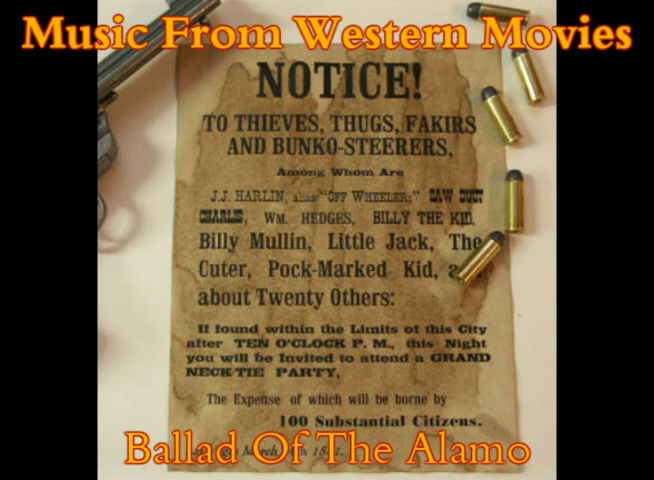 Music From Western Movies
NOTICE!
TO THIEVES, THUGS, FAKIRS
AND BUNKO-STEERERS,
Among Whom Are
J.J. HARLIN, alias "OFF WHEELER;" SAW DUST
CHARLIE, WM. HEDGES, BILLY THE KID,
Billy Mullin, Little Jack, The
Cuter, Pock-Marked Kid,
about Twenty Others:
If found within the Limits of this City
after TEN O'CLOCK P. M., this Night
you will be Invited to attend a GRAND
NECK-TIE PARTY,
The Expense of which will be borne by
100 Substantial Citizens.
Ballad Of The Alamo
March